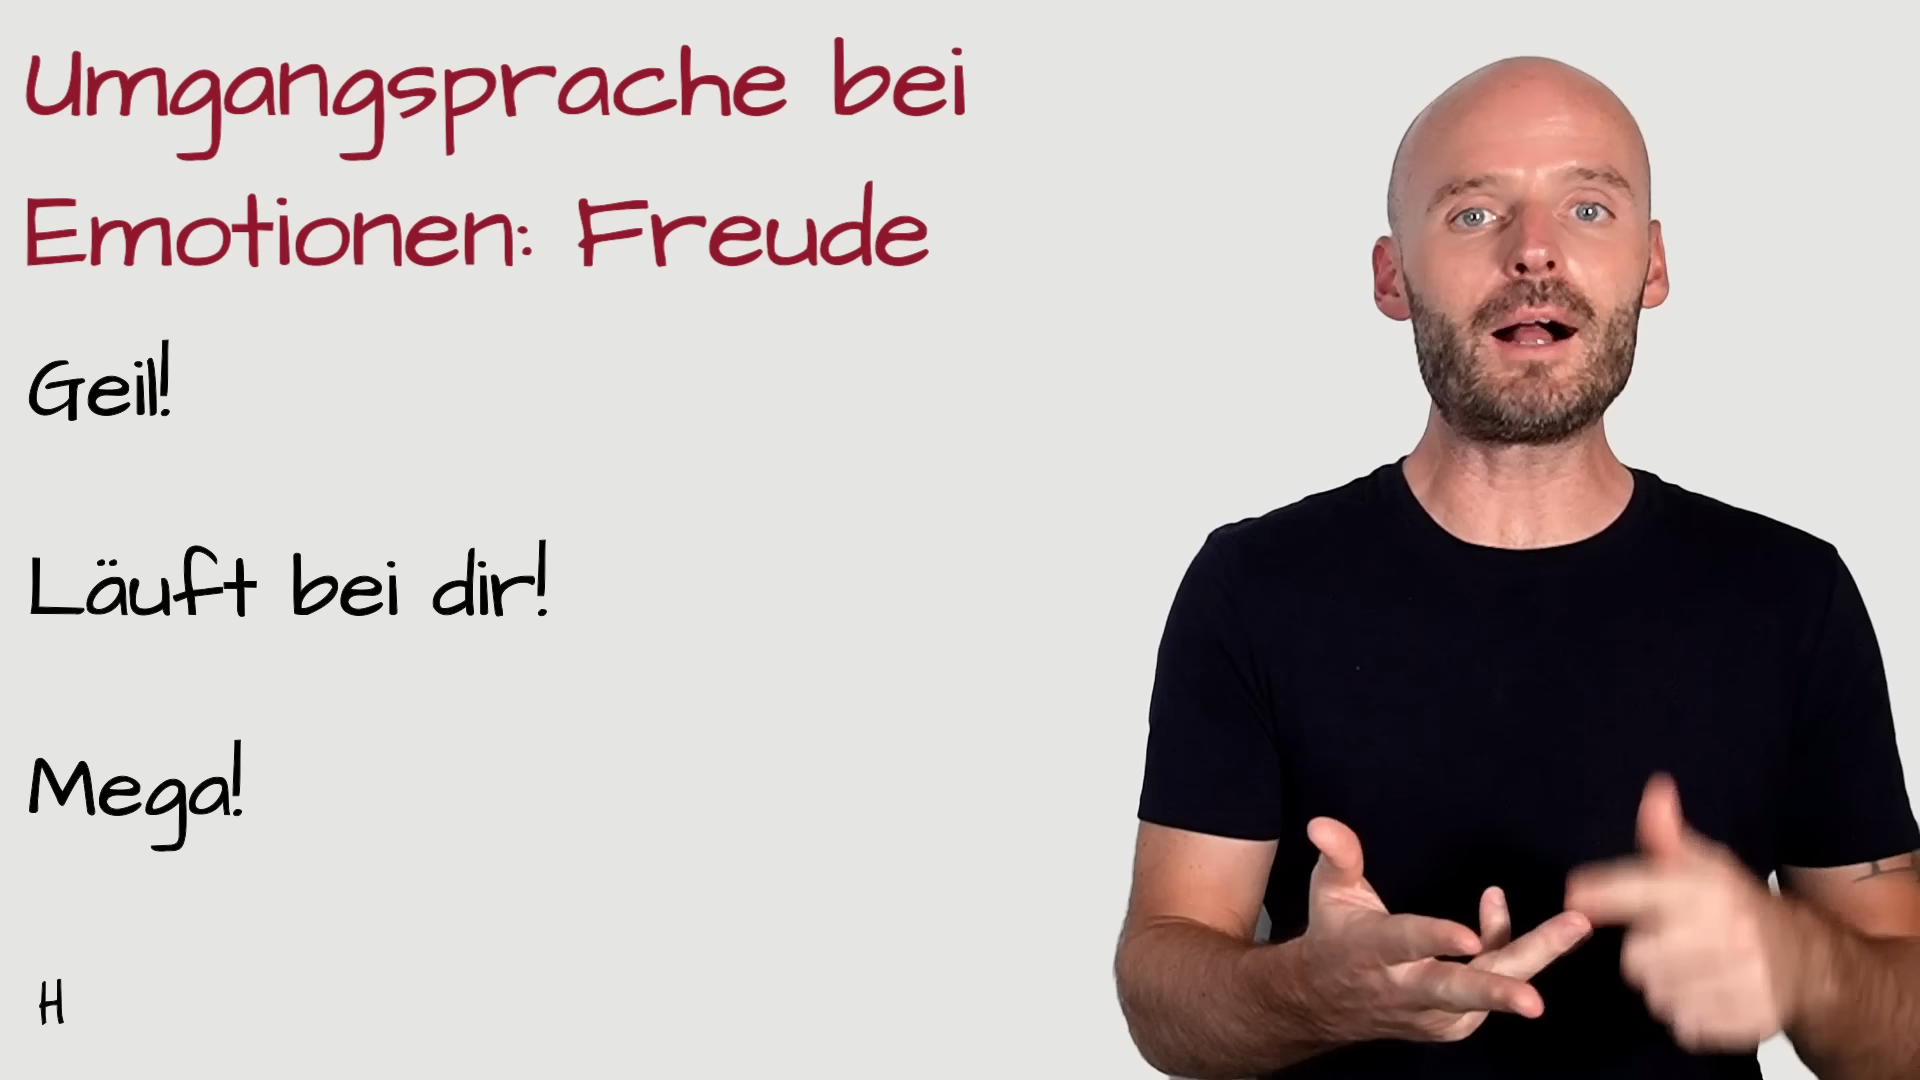 Umgangsprache bei
Emotionen: Freude
Geil!
Läuft bei dir!
Mega!
H